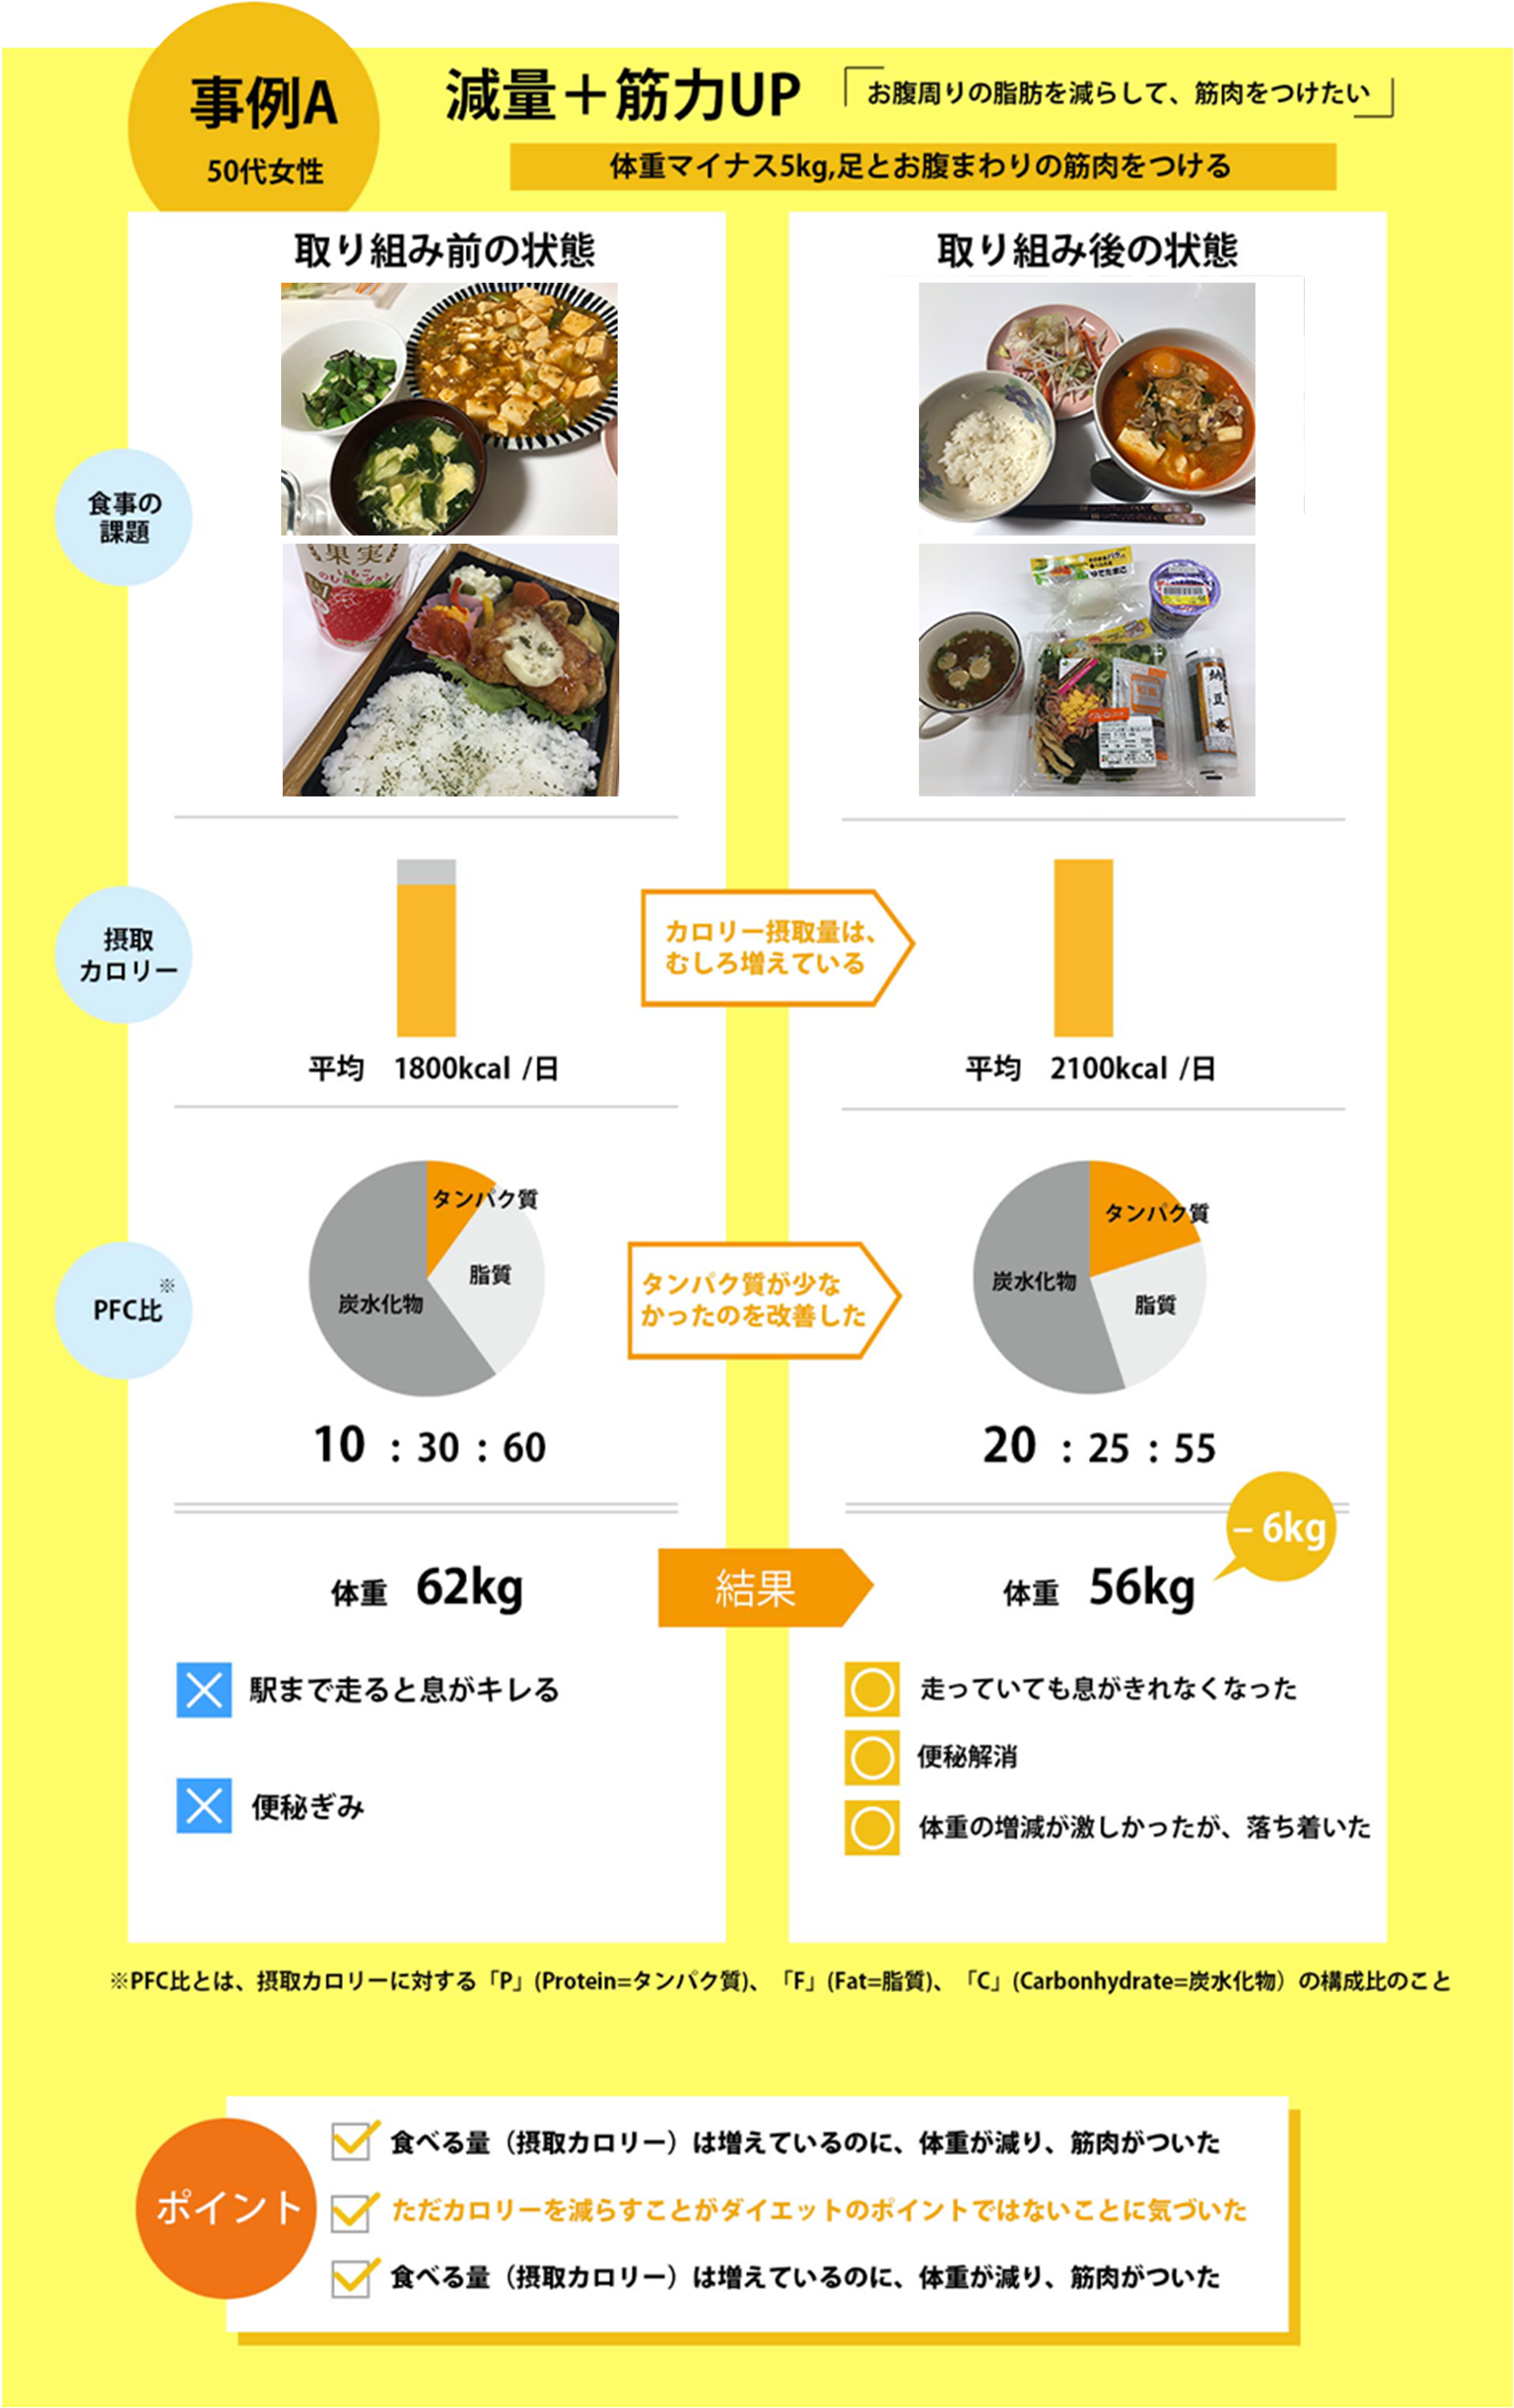 事例A
50代女性
減量＋筋力UP
「お腹周りの脂肪を減らして、筋肉をつけたい」
体重マイナス5kg,足とお腹まわりの筋肉をつける
取り組み前の状態
取り組み後の状態
食事の
課題
果実
いちご
ゆでたまご
納豆巻
摂取
カロリー
カロリー摂取量は、
むしろ増えている
平均 1800kcal /日
平均 2100kcal /日
PFC比※
タンパク質
脂質
炭水化物
タンパク質が少な
かったのを改善した
タンパク質
脂質
炭水化物
10 : 30 : 60
20 : 25 : 55
体重 62kg
結果
体重 56kg
– 6kg
駅まで走ると息がキレる
便秘ぎみ
走っていても息がきれなくなった
便秘解消
体重の増減が激しかったが、落ち着いた
※PFC比とは、摂取カロリーに対する「P」(Protein=タンパク質)、「F」(Fat=脂質)、「C」(Carbonhydrate=炭水化物）の構成比のこと
ポイント
食べる量（摂取カロリー）は増えているのに、体重が減り、筋肉がついた
ただカロリーを減らすことがダイエットのポイントではないことに気づいた
食べる量（摂取カロリー）は増えているのに、体重が減り、筋肉がついた